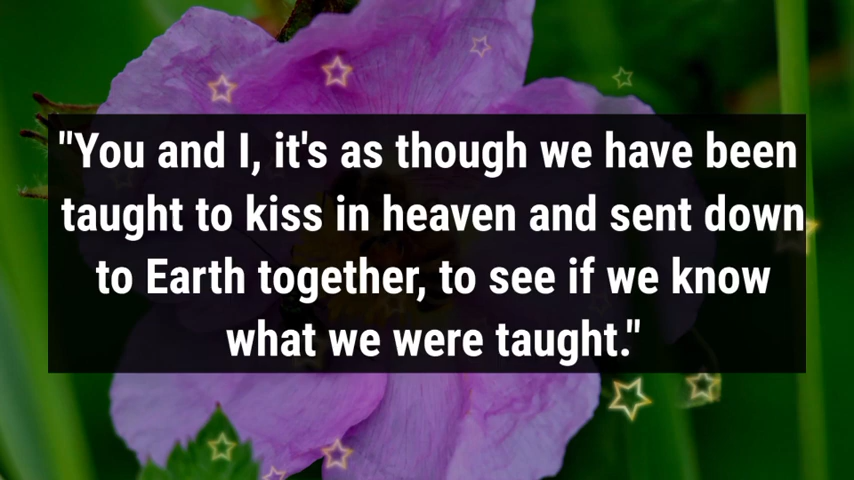 "You and I, it's as though we have been
taught to kiss in heaven and sent down
to Earth together, to see if we know
what we were taught."